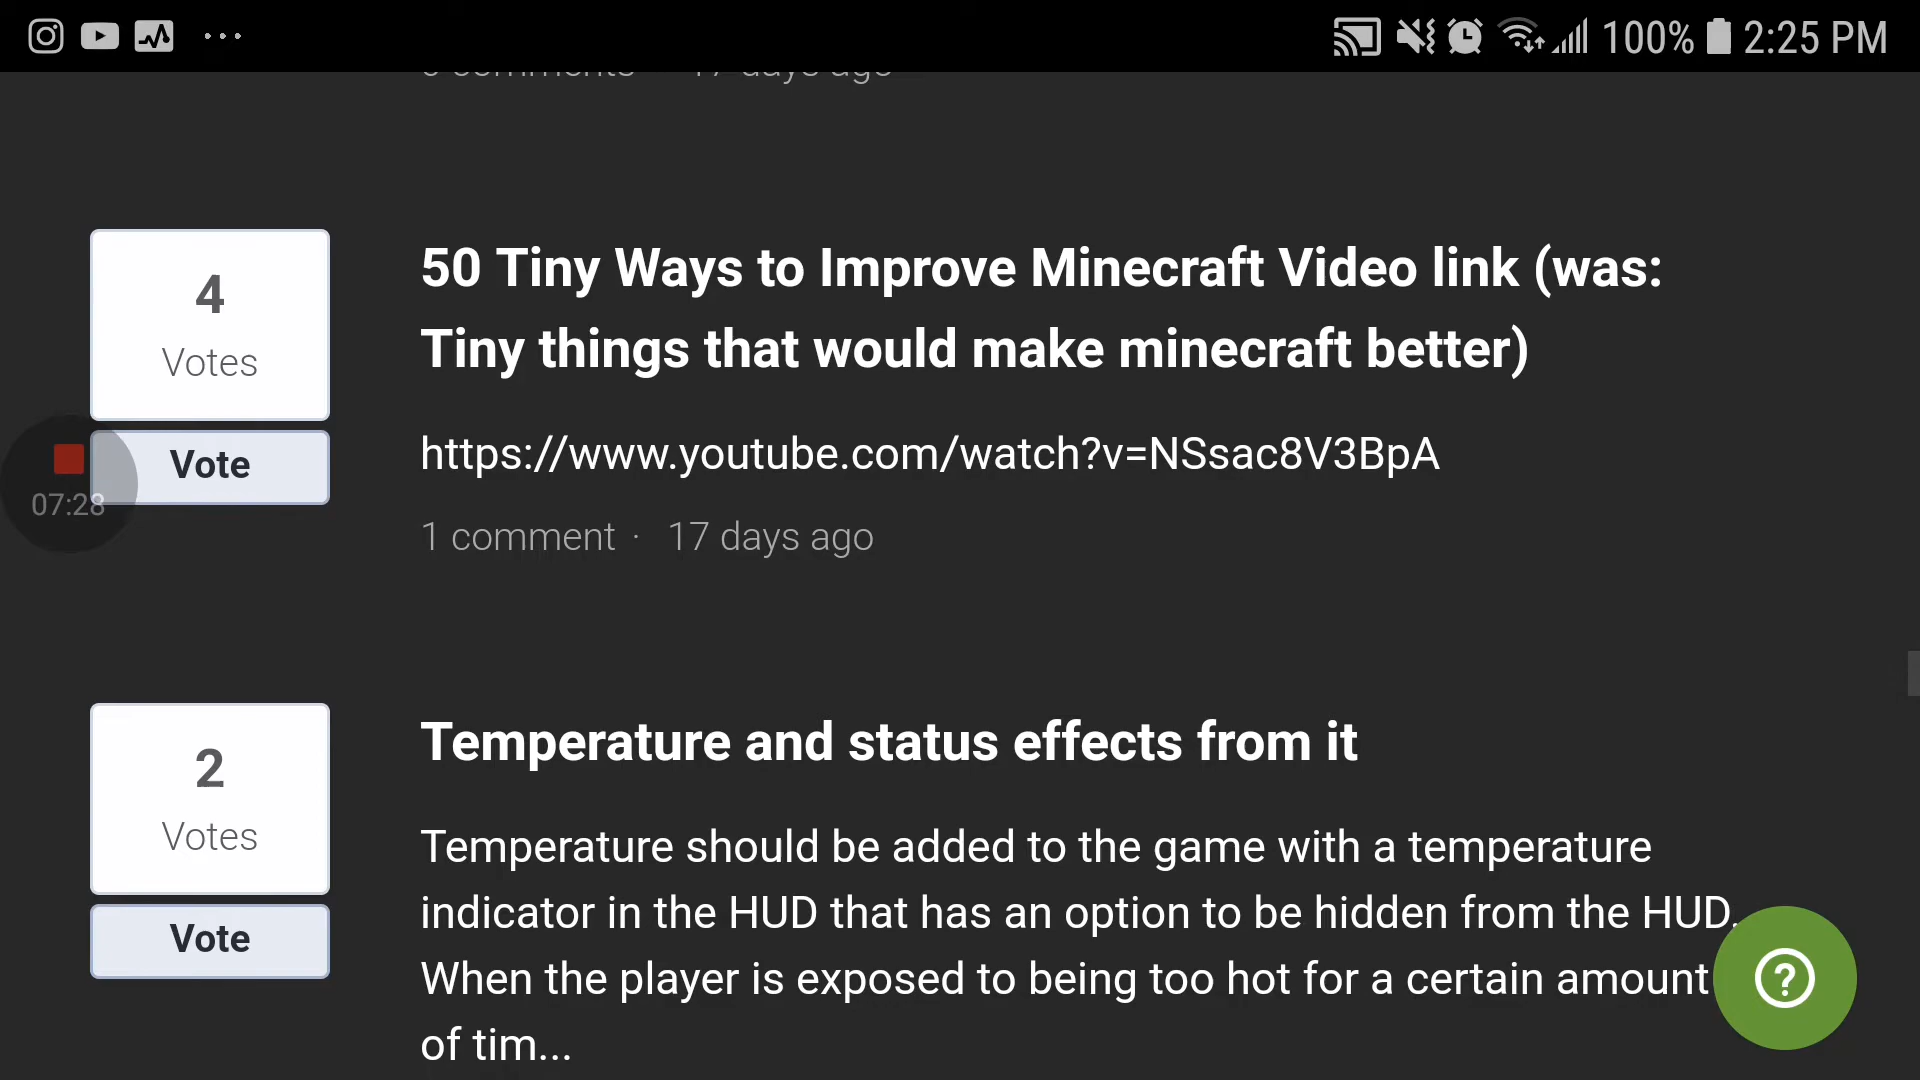 100% 2:25 PM
comments 17 days ago
4
Votes
Vote
07:28
50 Tiny Ways to Improve Minecraft Video link (was:
Tiny things that would make minecraft better)
https://www.youtube.com/watch?v=NSsac8V3BpA
1 comment · 17 days ago
2
Votes
Vote
Temperature and status effects from it
Temperature should be added to the game with a temperature
indicator in the HUD that has an option to be hidden from the HUD.
When the player is exposed to being too hot for a certain amount
of tim...